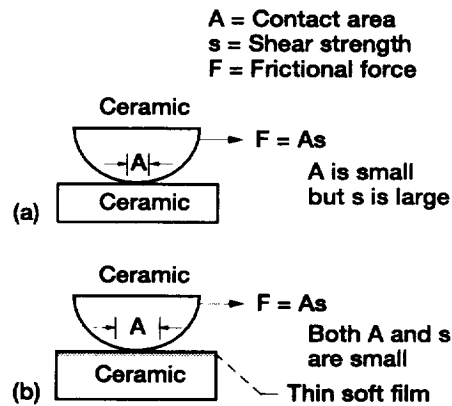 A = Contact area
s = Shear strength
F = Frictional force
Ceramic
A
F = As
A is small
but s is large
Ceramic
(a)
Ceramic
A
F = As
Both A and s
are small
Ceramic
(b)
Thin soft film